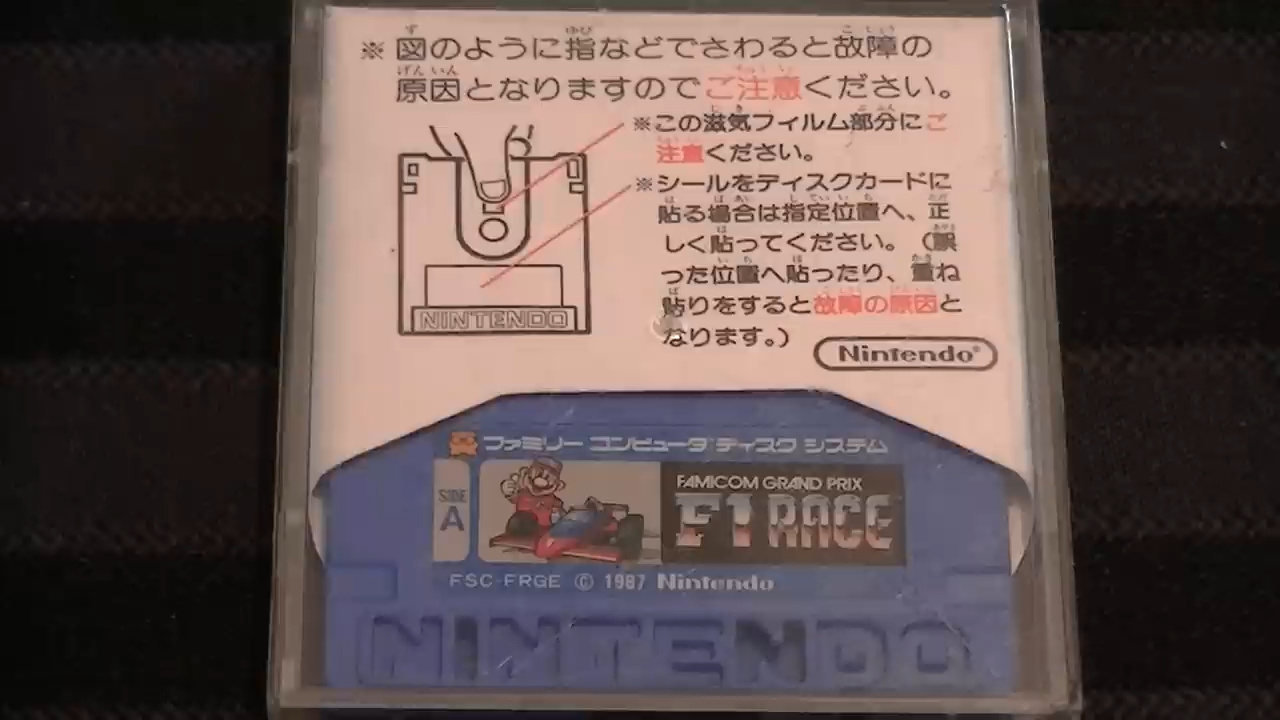 ※図のように指などでさわると故障の
原因となりますのでご注意ください。
※この滋気フィルム部分にご
注意ください。
※シールをディスクカードに
貼る場合は指定位置へ、正
しく貼ってください。（誤
った位置へ貼ったり、重ね
貼りをすると故障の原因と
なります。）
NINTENDO
Nintendo®
ファミリー コンピュータ ディスク システム
SIDE
A
FAMICOM GRAND PRIX
F1 RACE
FSC-FRGE © 1987 Nintendo
NINTENDO